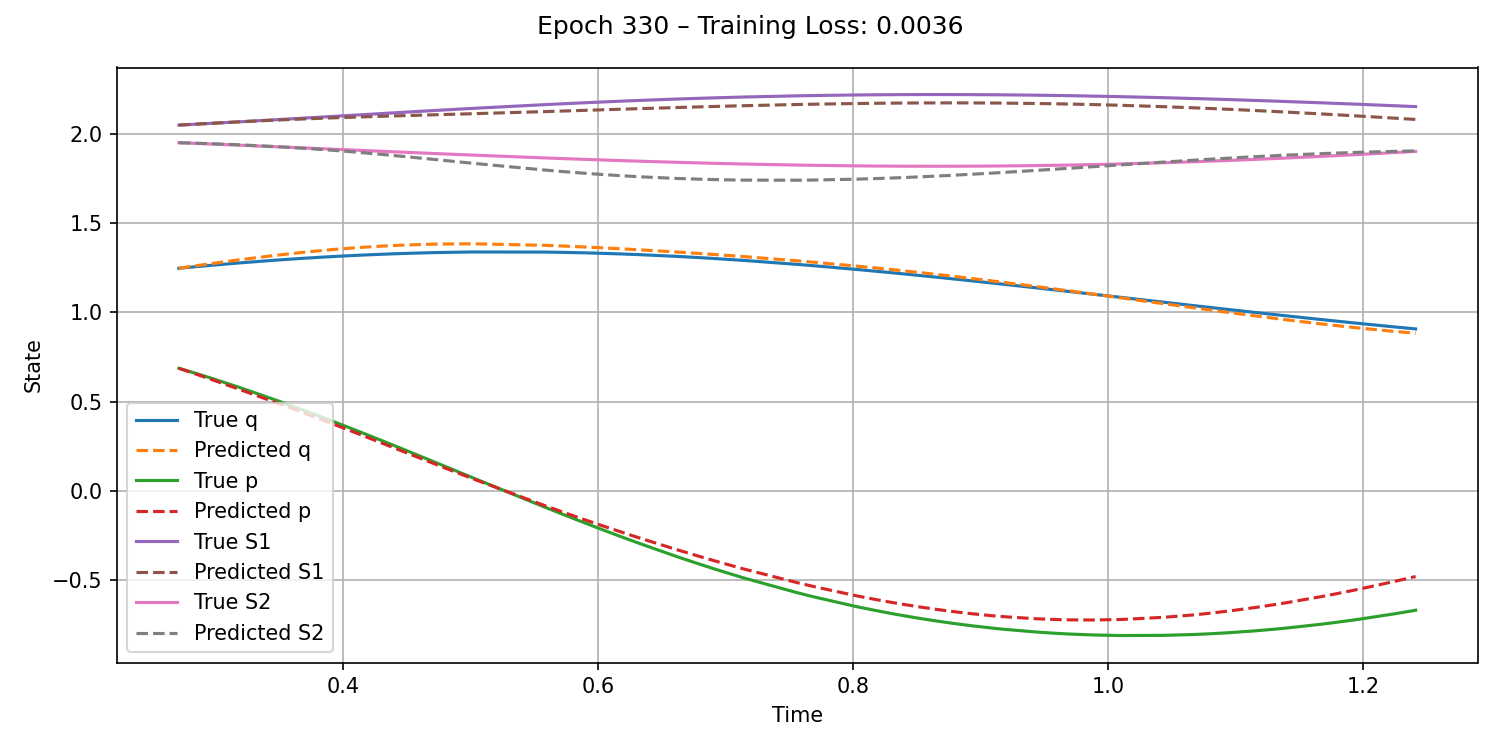 Epoch 330 – Training Loss: 0.0036
State
2.0
1.5
1.0
0.5
0.0
−0.5
True q
Predicted q
True p
Predicted p
True S1
Predicted S1
True S2
Predicted S2
0.4 0.6 0.8 1.0 1.2
Time